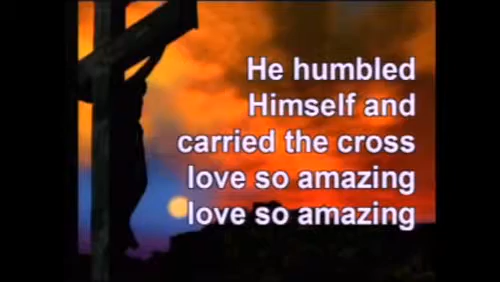 He humbled
Himself and
carried the cross
love so amazing
love so amazing